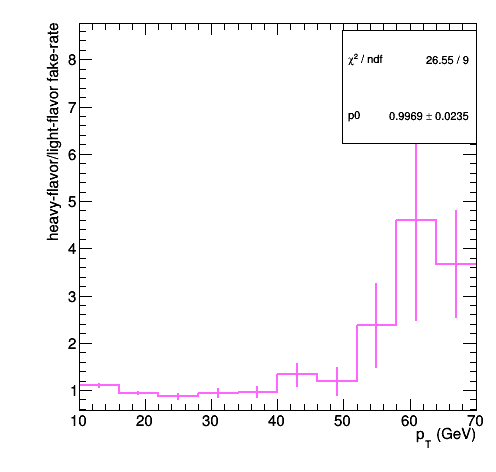 heavy-flavor/light-flavor fake-rate
χ² / ndf 26.55 / 9
p0 0.9969 ± 0.0235
8
6
5
4
3
2
1
10 20 30 40 50 60 70
p_T (GeV)